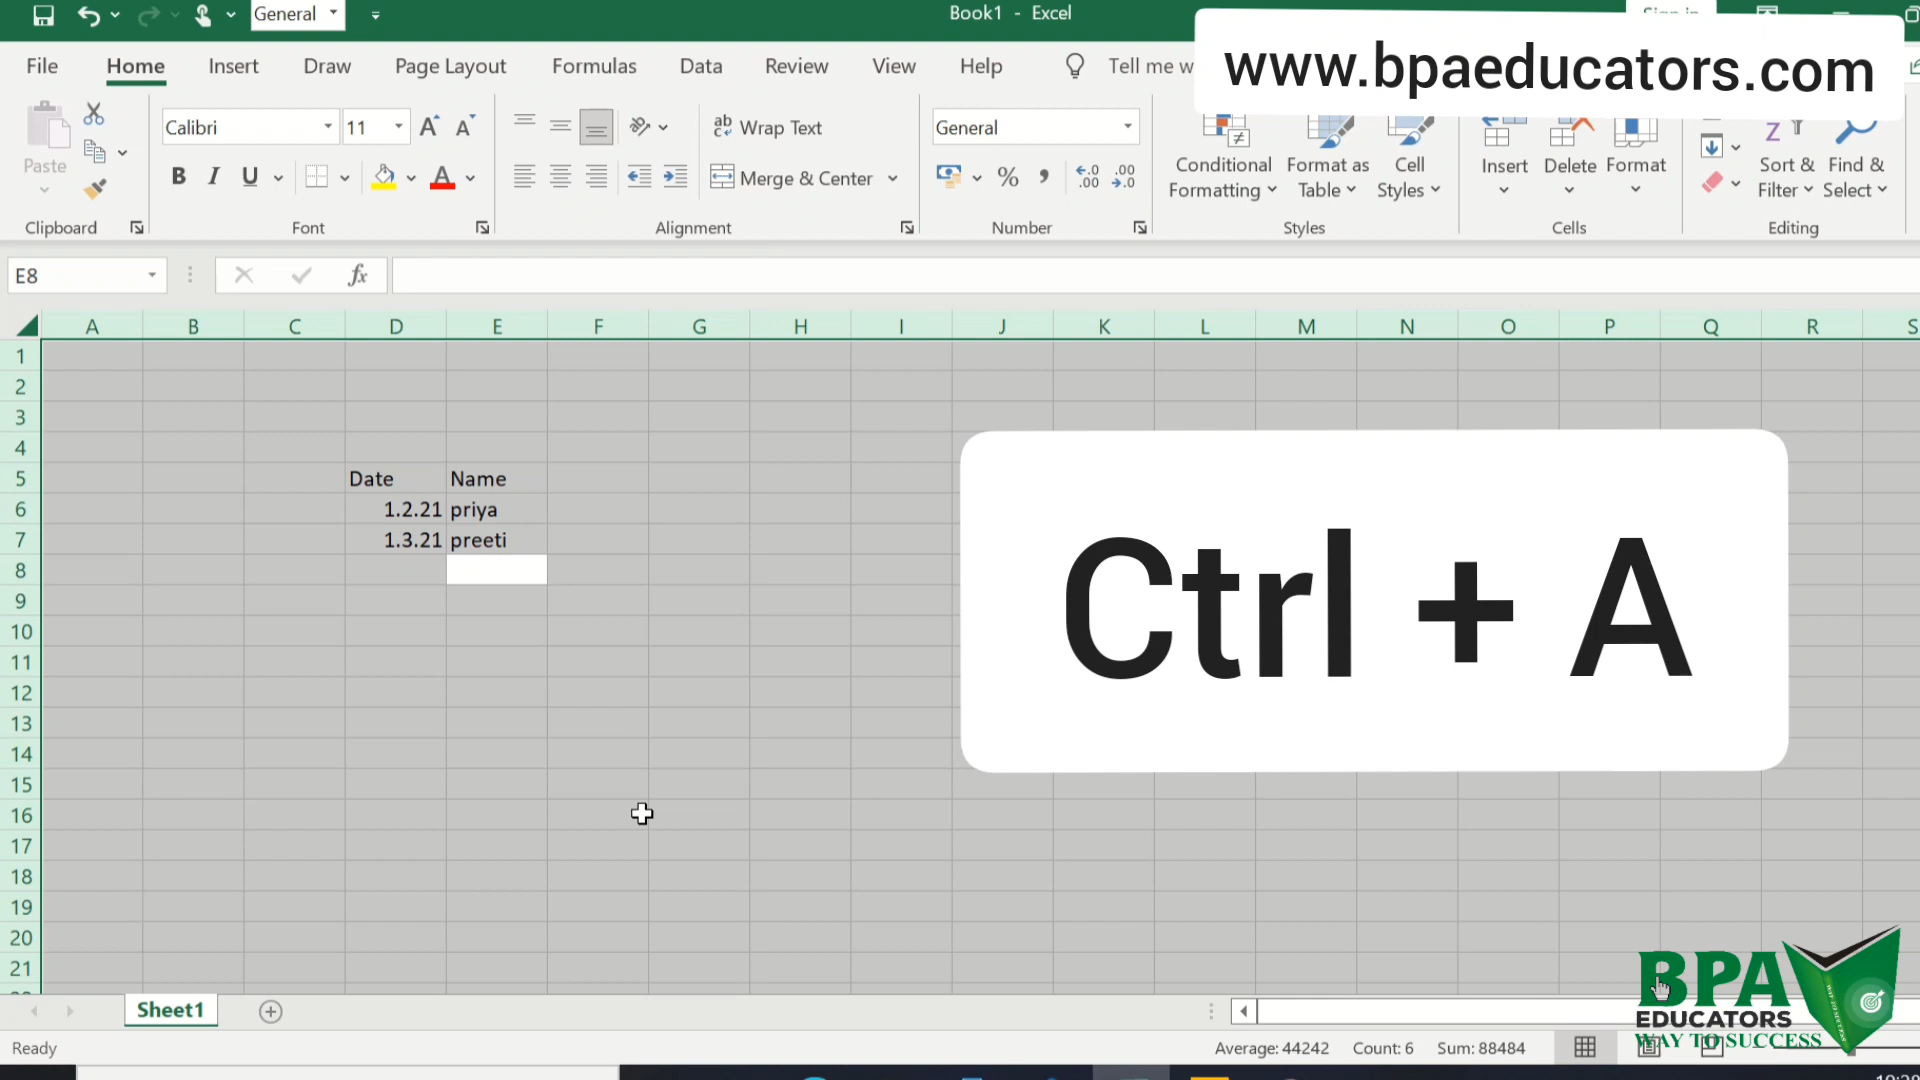 General
Book1 - Excel
www.bpaeducators.com
File Home Insert Draw Page Layout Formulas Data Review View Help Tell me w
Paste
Calibri 11
Wrap Text
General
B I U
Merge & Center
Conditional Formatting
Format as Table
Cell Styles
Insert Delete Format
Sort & Filter
Find & Select
Clipboard Font Alignment Number Styles Cells Editing
E8 fx
A B C D E F G H I J K L M N O P Q R S
1
2
3
4
5 Date Name
6 1.2.21 priya
7 1.3.21 preeti
8
9
10
11
12
13
14
15
16
17
18
19
20
21
Ctrl + A
Sheet1
BPA
EDUCATORS
WAY TO SUCCESS
Ready Average: 44242 Count: 6 Sum: 88484